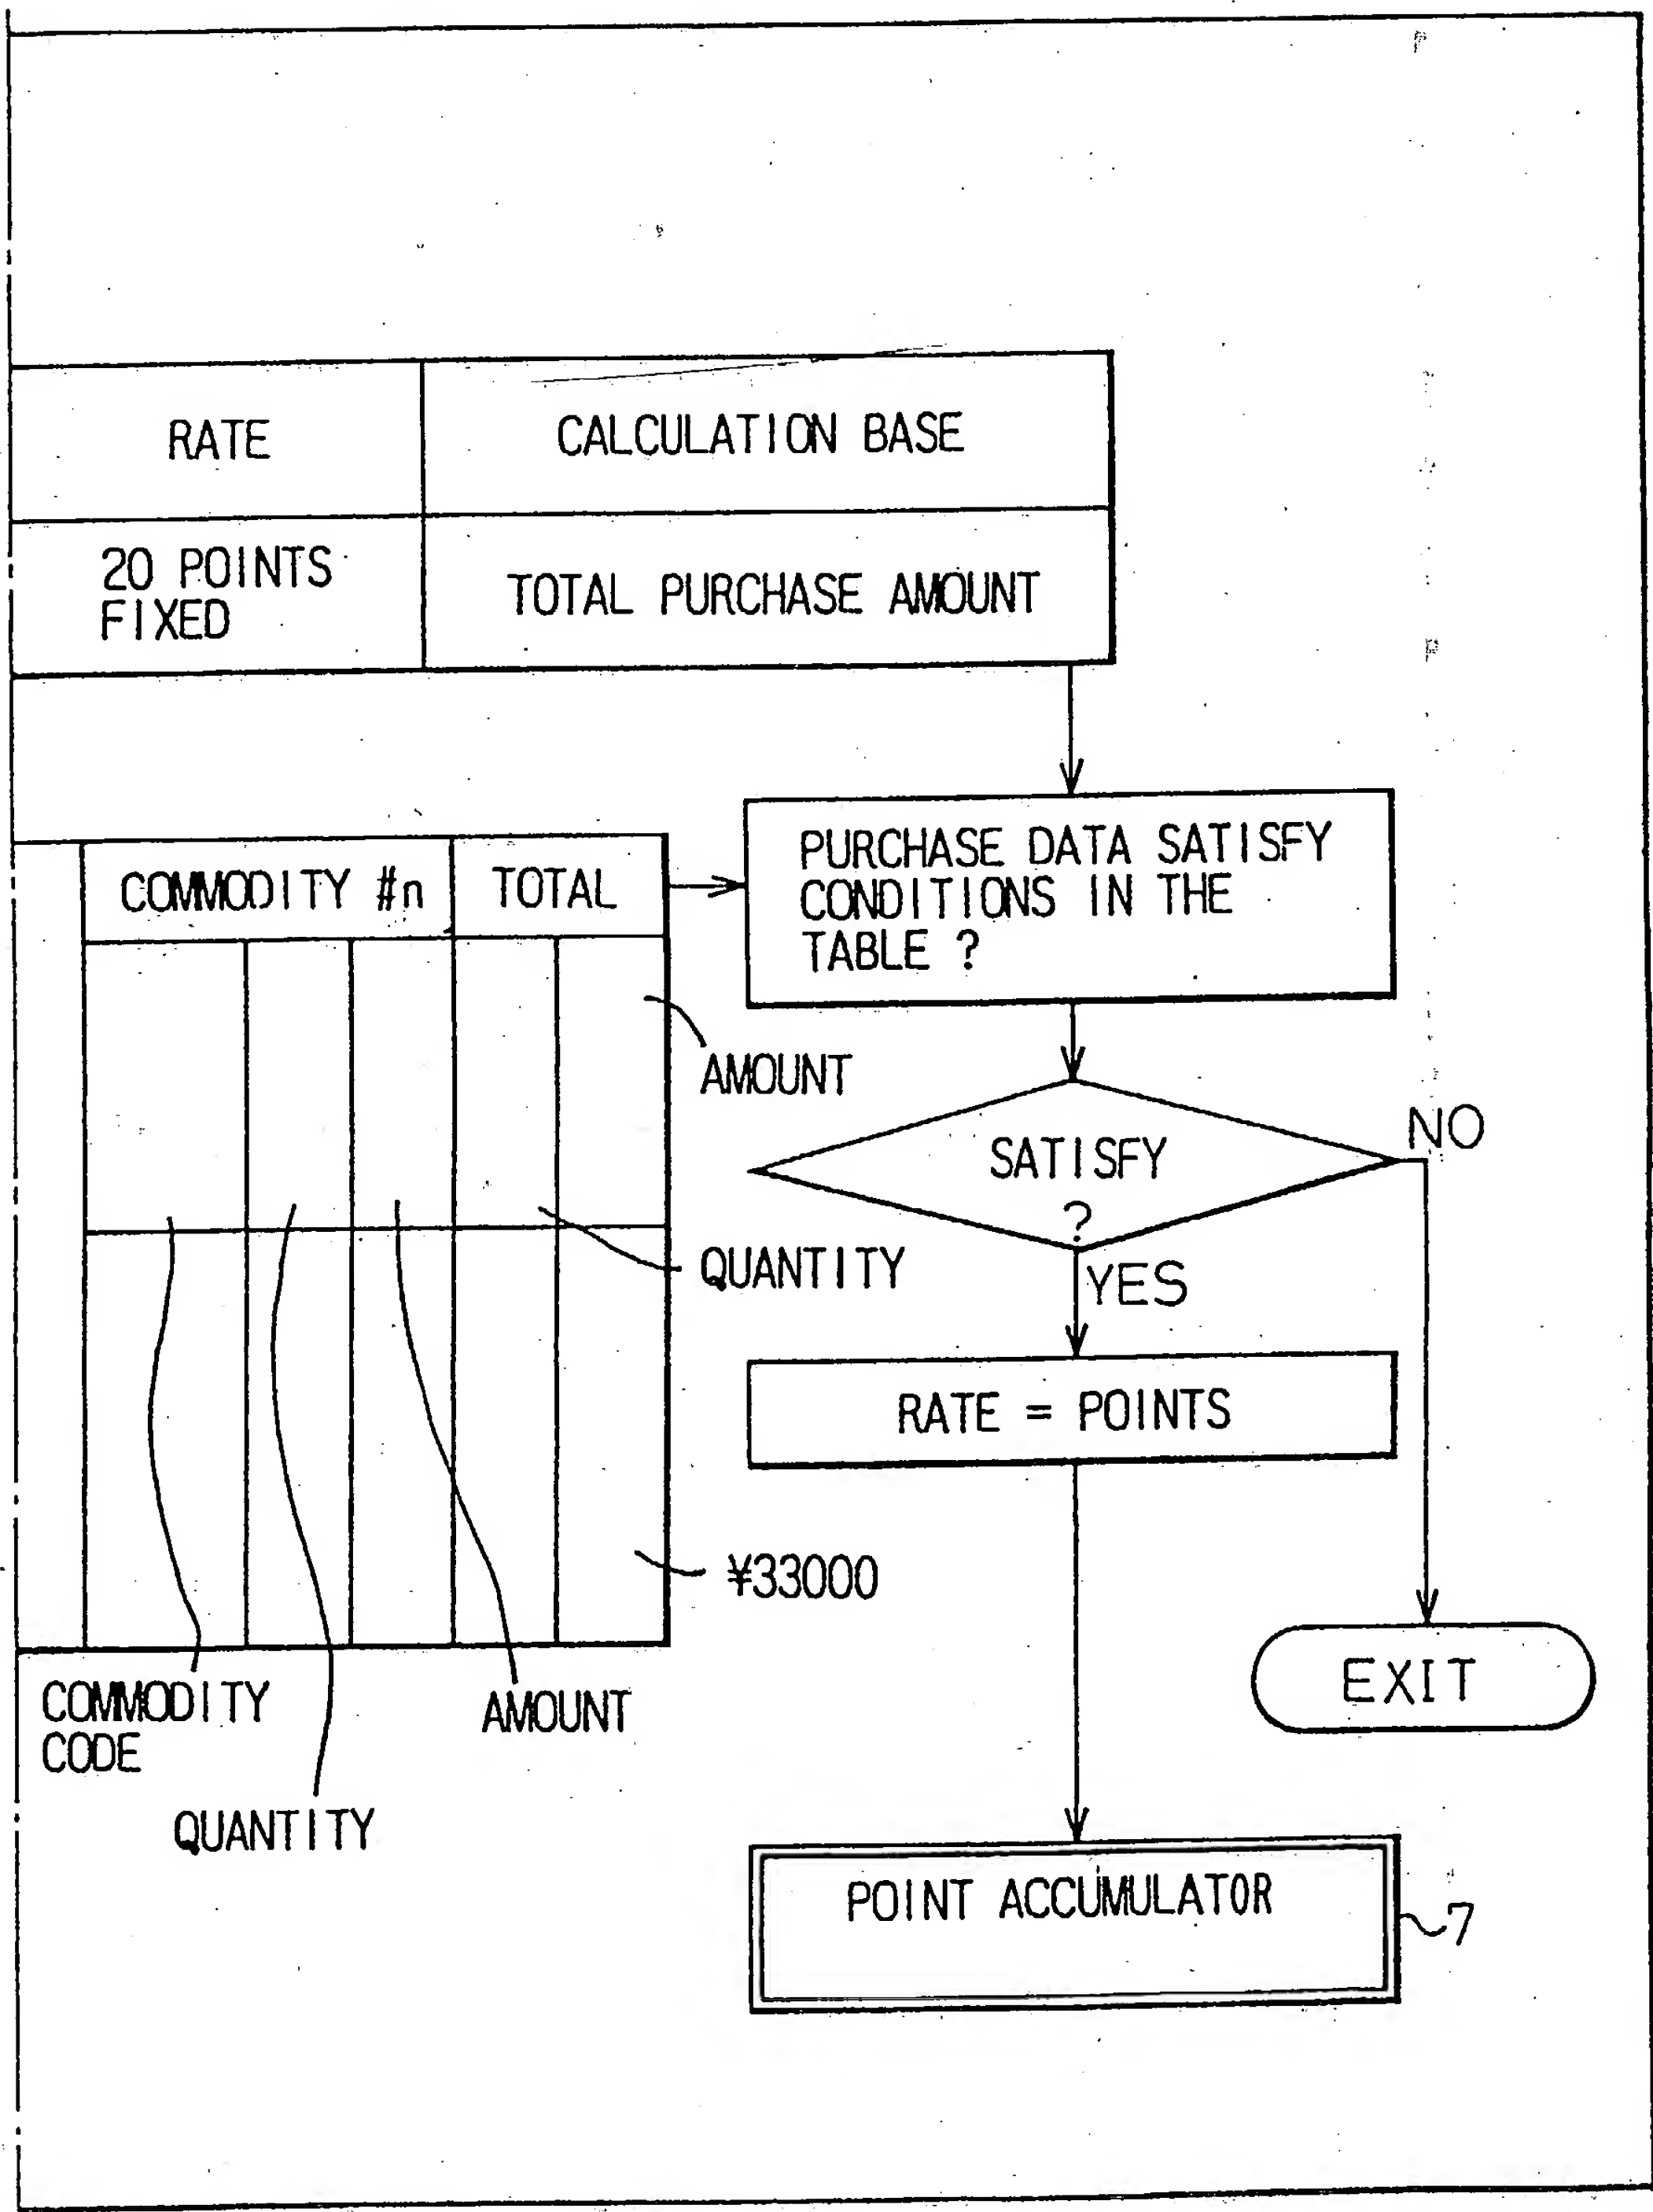 RATE
CALCULATION BASE
20 POINTS
FIXED
TOTAL PURCHASE AMOUNT
COMMODITY #n
TOTAL
PURCHASE DATA SATISFY
CONDITIONS IN THE
TABLE ?
AMOUNT
SATISFY
?
NO
QUANTITY
YES
RATE = POINTS
¥33000
EXIT
COMMODITY
CODE
AMOUNT
QUANTITY
POINT ACCUMULATOR
7